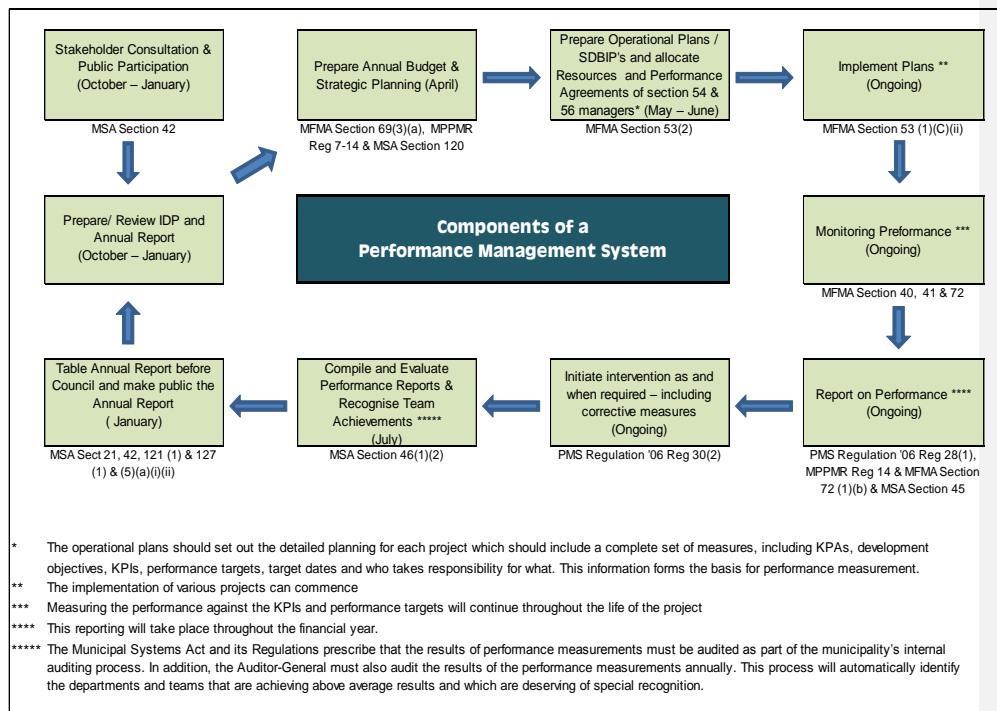 Stakeholder Consultation &
Public Participation
(October – January)
MSA Section 42
Prepare Annual Budget &
Strategic Planning (April)
MFMA Section 69(3)(a), MPPMR
Reg 7-14 & MSA Section 120
Prepare Operational Plans /
SDBIP's and allocate
Resources and Performance
Agreements of section 54 &
56 managers* (May – June)
MFMA Section 53(2)
Implement Plans **
(Ongoing)
MFMA Section 53 (1)(C)(ii)
Prepare/ Review IDP and
Annual Report
(October – January)
Components of a
Performance Management System
Monitoring Preformance ***
(Ongoing)
MFMA Section 40, 41 & 72
Table Annual Report before
Council and make public the
Annual Report
( January)
MSA Sect 21, 42, 121 (1) & 127
(1) & (5)(a)(i)(ii)
Compile and Evaluate
Performance Reports &
Recognise Team
Achievements *****
(July)
MSA Section 46(1)(2)
Initiate intervention as and
when required – including
corrective measures
(Ongoing)
PMS Regulation '06 Reg 30(2)
Report on Performance ****
(Ongoing)
PMS Regulation '06 Reg 28(1),
MPPMR Reg 14 & MFMA Section
72 (1)(b) & MSA Section 45
* The operational plans should set out the detailed planning for each project which should include a complete set of measures, including KPAs, development
objectives, KPIs, performance targets, target dates and who takes responsibility for what. This information forms the basis for performance measurement.
** The implementation of various projects can commence
*** Measuring the performance against the KPIs and performance targets will continue throughout the life of the project
**** This reporting will take place throughout the financial year.
***** The Municipal Systems Act and its Regulations prescribe that the results of performance measurements must be audited as part of the municipality's internal
auditing process. In addition, the Auditor-General must also audit the results of the performance measurements annually. This process will automatically identify
the departments and teams that are achieving above average results and which are deserving of special recognition.